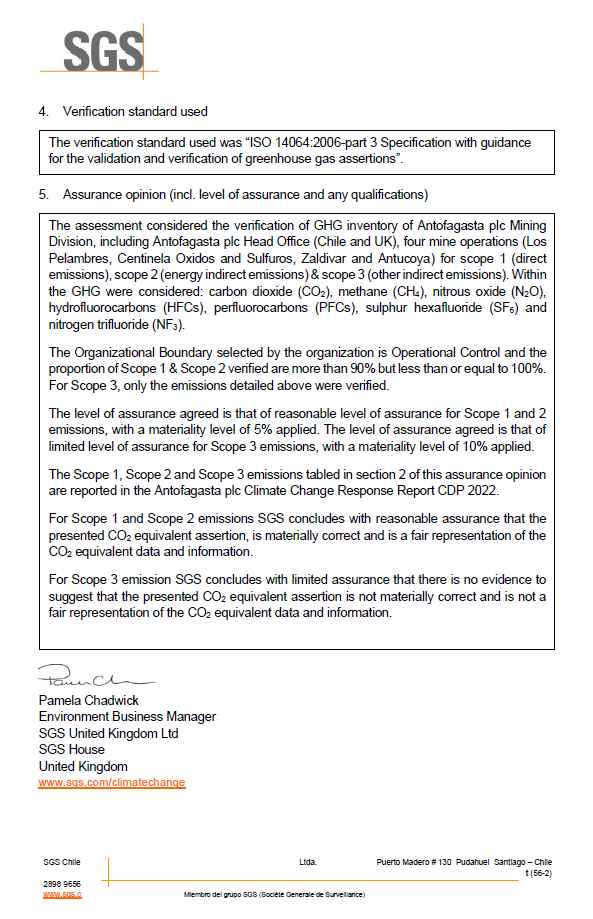 SGS
4. Verification standard used
The verification standard used was “ISO 14064:2006-part 3 Specification with guidance
for the validation and verification of greenhouse gas assertions”.
5. Assurance opinion (incl. level of assurance and any qualifications)
The assessment considered the verification of GHG inventory of Antofagasta plc Mining
Division, including Antofagasta plc Head Office (Chile and UK), four mine operations (Los
Pelambres, Centinela Oxidos and Sulfuros, Zaldivar and Antucoya) for scope 1 (direct
emissions), scope 2 (energy indirect emissions) & scope 3 (other indirect emissions). Within
the GHG were considered: carbon dioxide (CO₂), methane (CH₄), nitrous oxide (N₂O),
hydrofluorocarbons (HFCs), perfluorocarbons (PFCs), sulphur hexafluoride (SF₆) and
nitrogen trifluoride (NF₃).
The Organizational Boundary selected by the organization is Operational Control and the
proportion of Scope 1 & Scope 2 verified are more than 90% but less than or equal to 100%.
For Scope 3, only the emissions detailed above were verified.
The level of assurance agreed is that of reasonable level of assurance for Scope 1 and 2
emissions, with a materiality level of 5% applied. The level of assurance agreed is that of
limited level of assurance for Scope 3 emissions, with a materiality level of 10% applied.
The Scope 1, Scope 2 and Scope 3 emissions tabled in section 2 of this assurance opinion
are reported in the Antofagasta plc Climate Change Response Report CDP 2022.
For Scope 1 and Scope 2 emissions SGS concludes with reasonable assurance that the
presented CO₂ equivalent assertion, is materially correct and is a fair representation of the
CO₂ equivalent data and information.
For Scope 3 emission SGS concludes with limited assurance that there is no evidence to
suggest that the presented CO₂ equivalent assertion is not materially correct and is not a
fair representation of the CO₂ equivalent data and information.
Pamela Chadwick
Environment Business Manager
SGS United Kingdom Ltd
SGS House
United Kingdom
www.sgs.com/climatechange
SGS Chile Ltda. Puerto Madero # 130 Pudahuel Santiago – Chile
t (56-2)
2898 9656
www.sgs.c
Miembro del grupo SGS (Société Generale de Surveillance)